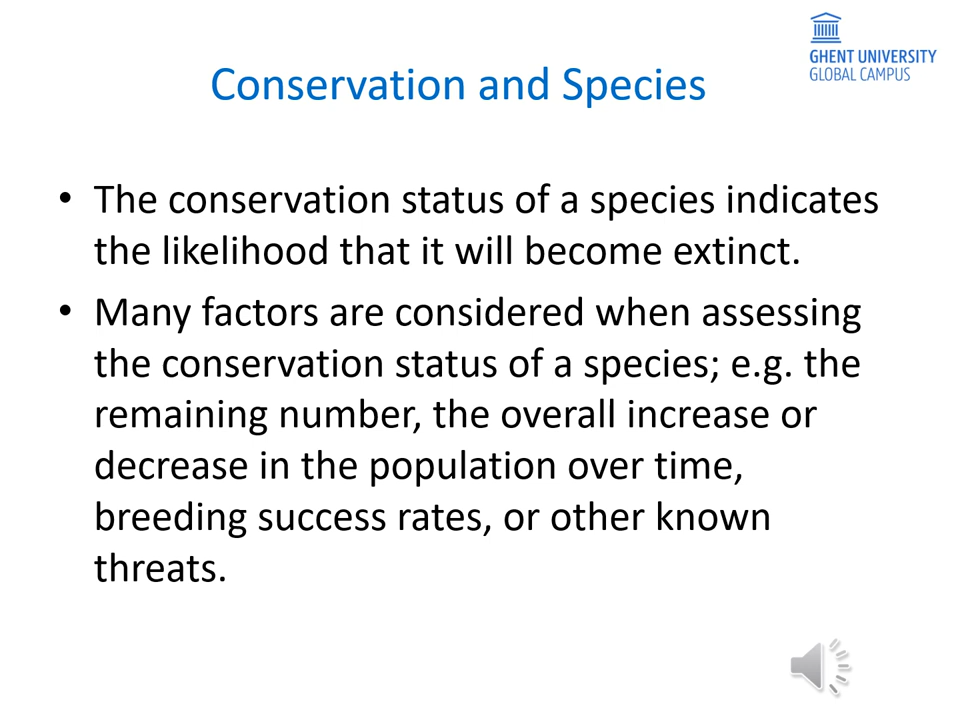 GHENT UNIVERSITY
GLOBAL CAMPUS
Conservation and Species
• The conservation status of a species indicates
the likelihood that it will become extinct.
• Many factors are considered when assessing
the conservation status of a species; e.g. the
remaining number, the overall increase or
decrease in the population over time,
breeding success rates, or other known
threats.